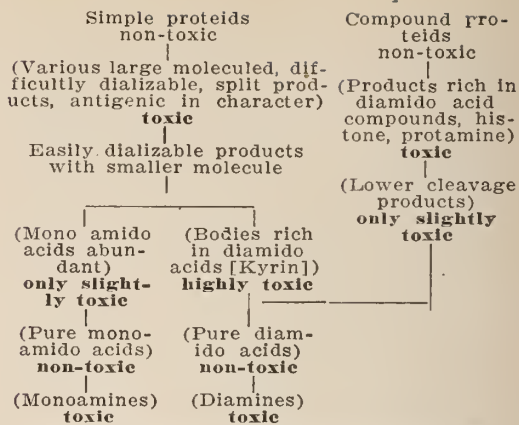 Simple proteids
non-toxic
(Various large moleculed, dif-
ficultly dializable, split prod-
ucts, antigenic in character)
toxic
Easily dializable products
with smaller molecule
Compound pro-
teids
non-toxic
(Products rich in
diamido acid
compounds, his-
tone, protamine)
toxic
(Lower cleavage
products)
only slightly
toxic
(Mono amido
acids abun-
dant)
only slight-
ly toxic
(Pure mono-
amido acids)
non-toxic
(Monoamines)
toxic
(Bodies rich
in diamido
acids [Kyrin])
highly toxic
(Pure diam-
ido acids)
non-toxic
(Diamines)
toxic